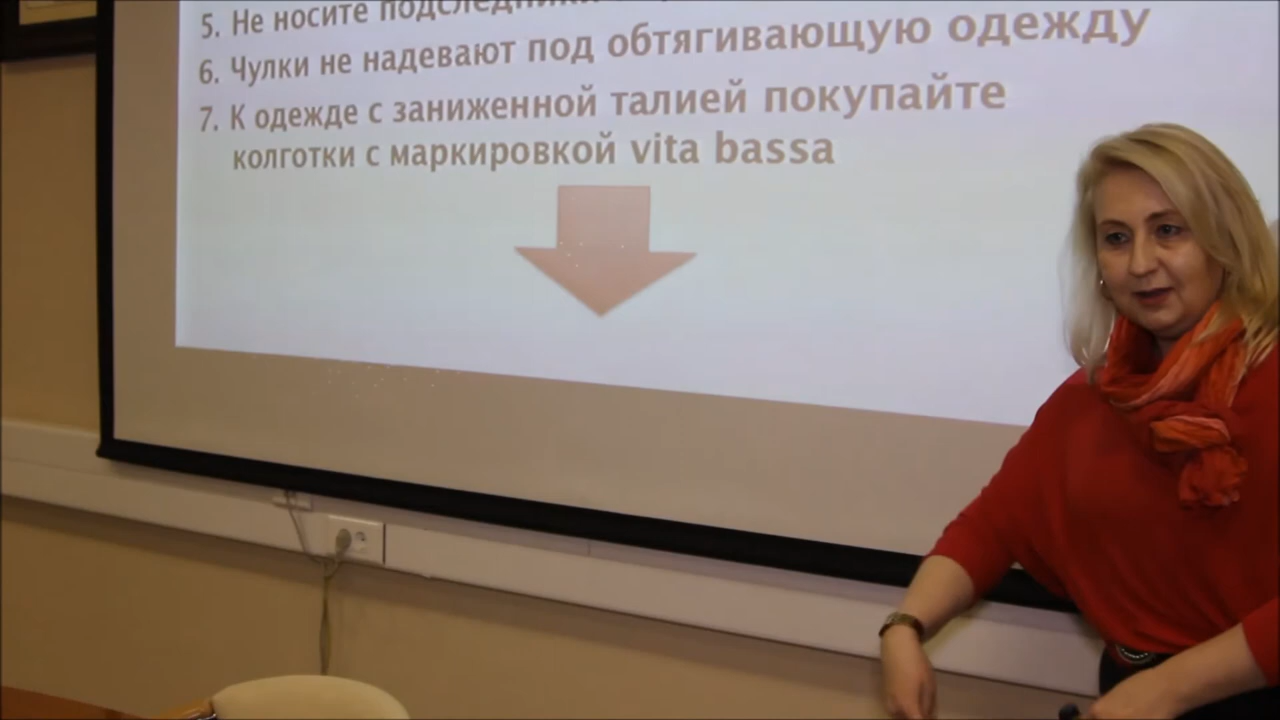 5. Не носите подследники
6. Чулки не надевают под обтягивающую одежду
7. К одежде с заниженной талией покупайте
колготки с маркировкой vita bassa